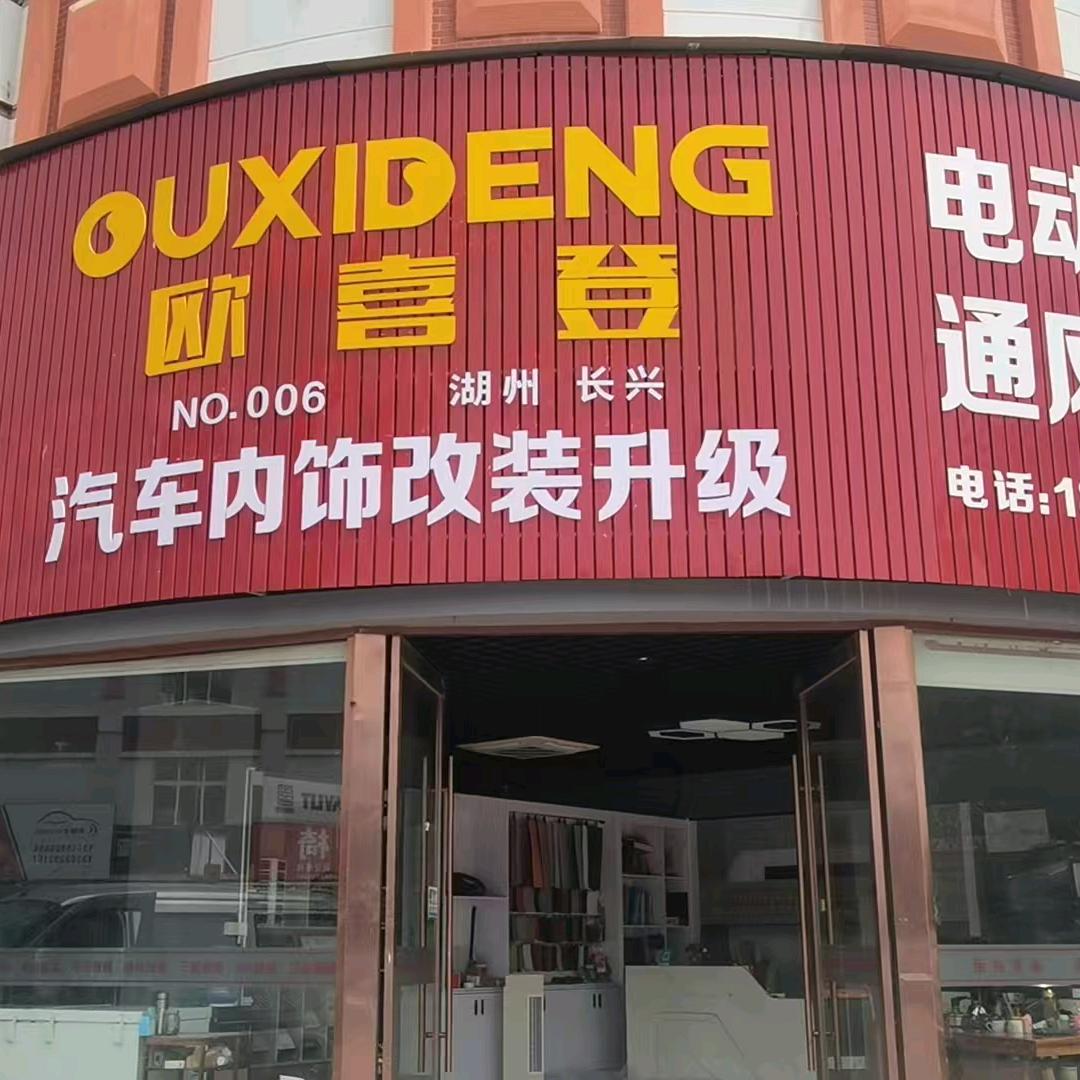 OUXIDENG
欧喜登
NO.006 湖州 长兴
汽车内饰改装升级
电动
通风
电话:1